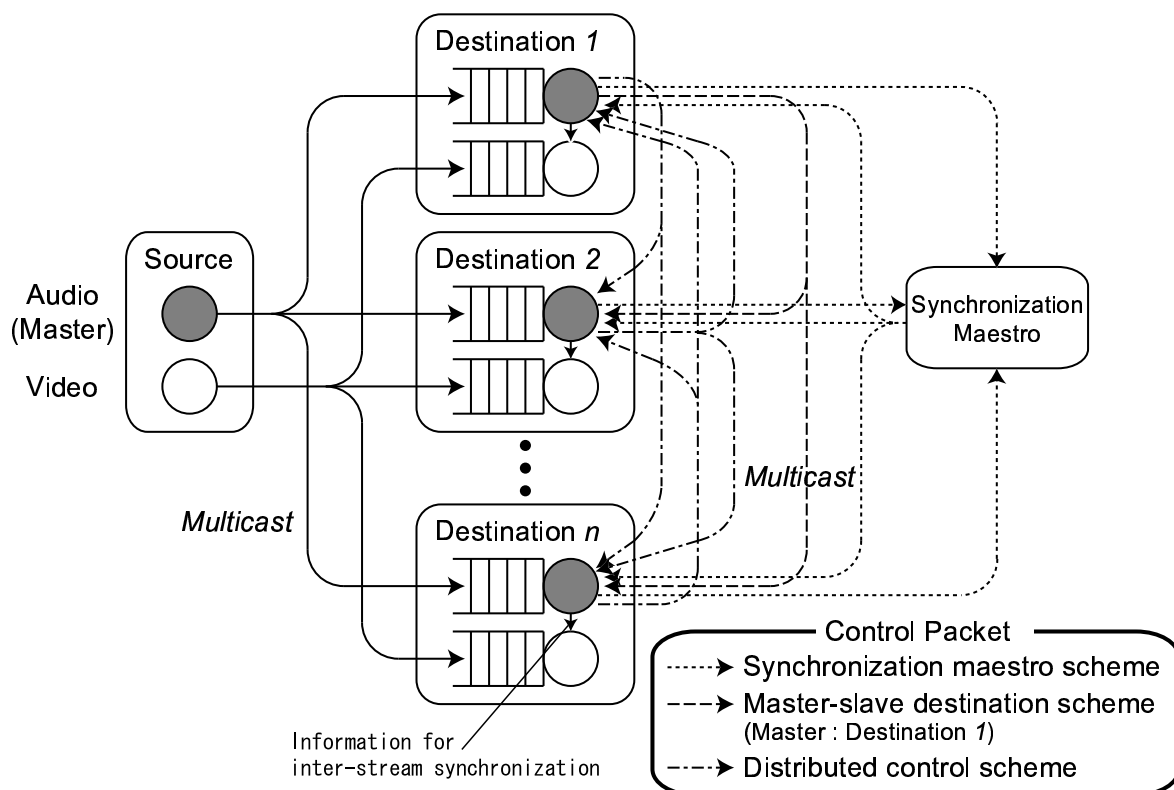 Destination 1
Source
Audio
(Master)
Video
Destination 2
Synchronization
Maestro
Multicast
Multicast
Destination n
Information for
inter-stream synchronization
Control Packet
Synchronization maestro scheme
Master-slave destination scheme
(Master : Destination 1)
Distributed control scheme